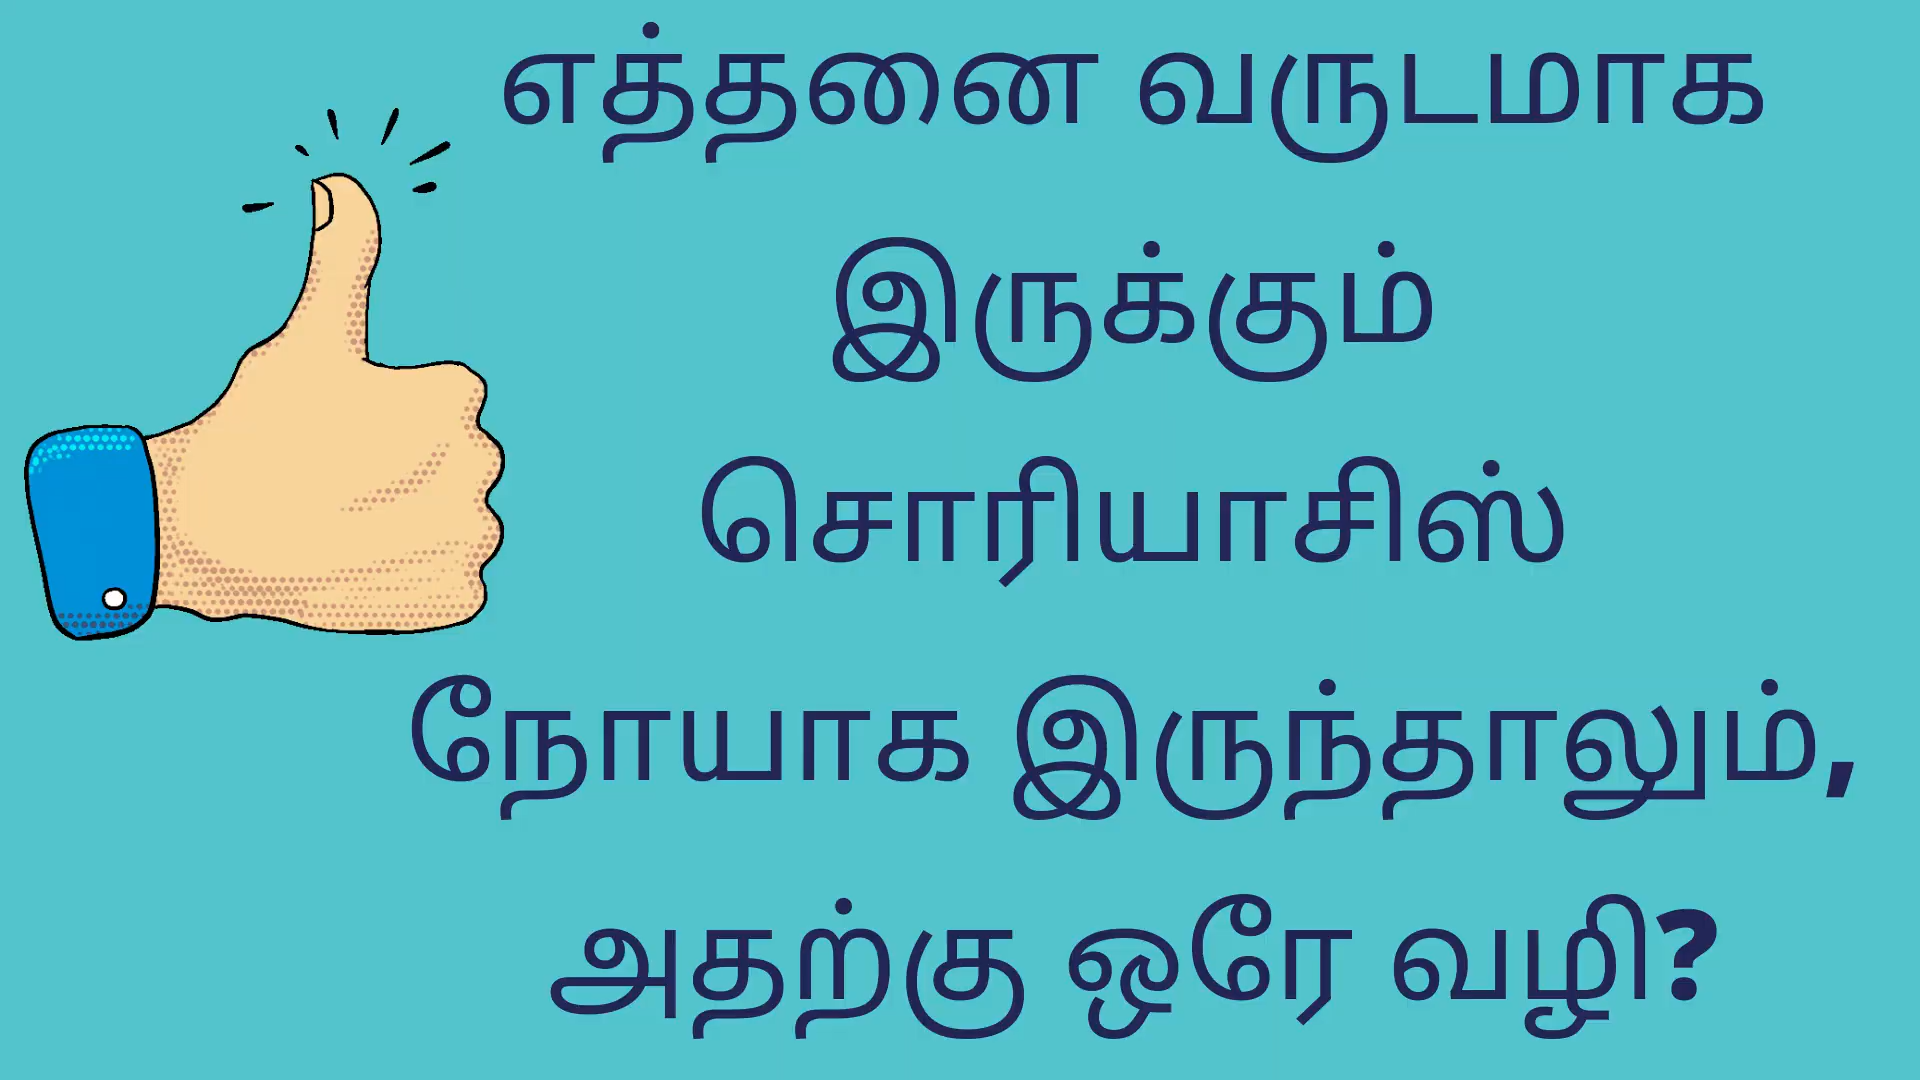 எத்தனை வருடமாக
இருக்கும்
சொரியாசிஸ்
நோயாக இருந்தாலும்,
அதற்கு ஒரே வழி?